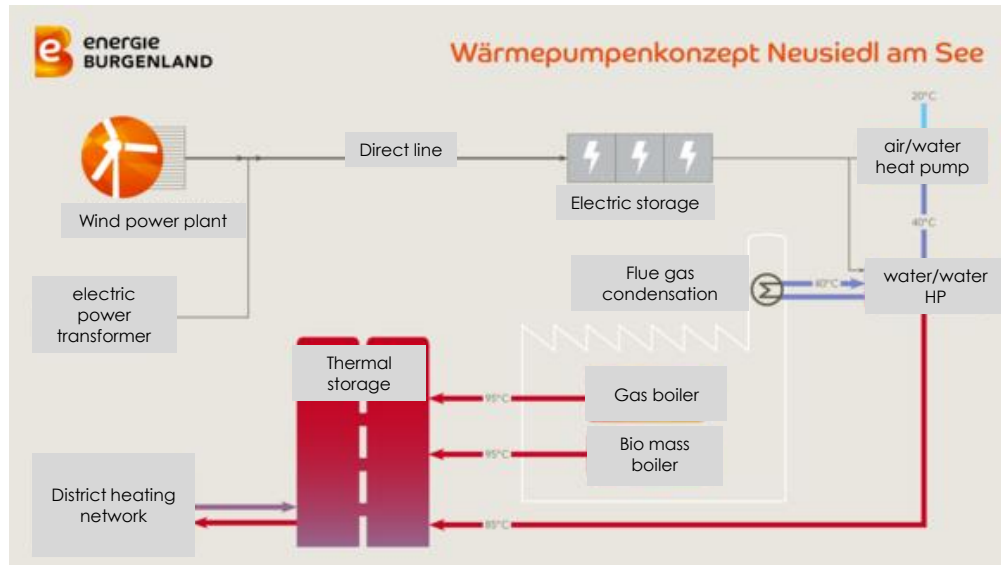 energie
BURGENLAND
Wärmepumpenkonzept Neusiedl am See
20°C
Direct line
air/water
heat pump
Wind power plant
Electric storage
40°C
Flue gas
condensation
40°C
water/water
HP
electric
power
transformer
Thermal
storage
95°C
Gas boiler
95°C
Bio mass
boiler
District heating
network
85°C